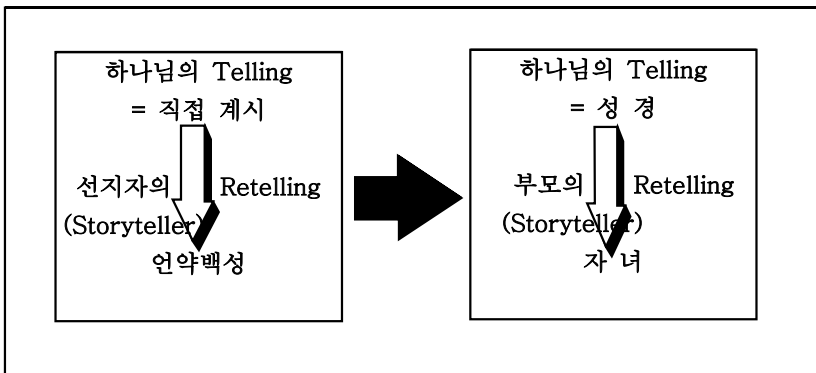 하나님의 Telling
= 직접 계시
선지자의 Retelling
(Storyteller)
언약백성
하나님의 Telling
= 성 경
부모의 Retelling
(Storyteller)
자 녀